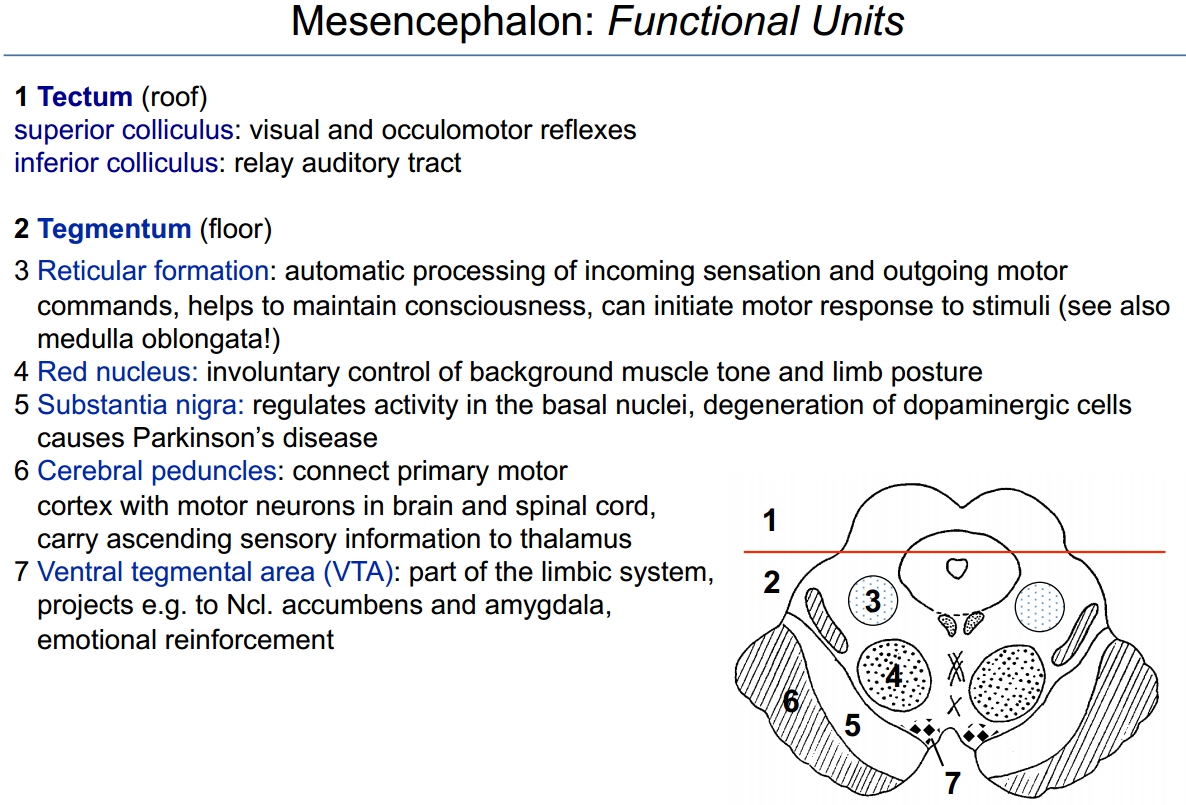 Mesencephalon: Functional Units
1 Tectum (roof)
superior colliculus: visual and occulomotor reflexes
inferior colliculus: relay auditory tract
2 Tegmentum (floor)
3 Reticular formation: automatic processing of incoming sensation and outgoing motor
commands, helps to maintain consciousness, can initiate motor response to stimuli (see also
medulla oblongata!)
4 Red nucleus: involuntary control of background muscle tone and limb posture
5 Substantia nigra: regulates activity in the basal nuclei, degeneration of dopaminergic cells
causes Parkinson’s disease
6 Cerebral peduncles: connect primary motor
cortex with motor neurons in brain and spinal cord,
carry ascending sensory information to thalamus
7 Ventral tegmental area (VTA): part of the limbic system,
projects e.g. to Ncl. accumbens and amygdala,
emotional reinforcement
1
2
3
4
6
5
7